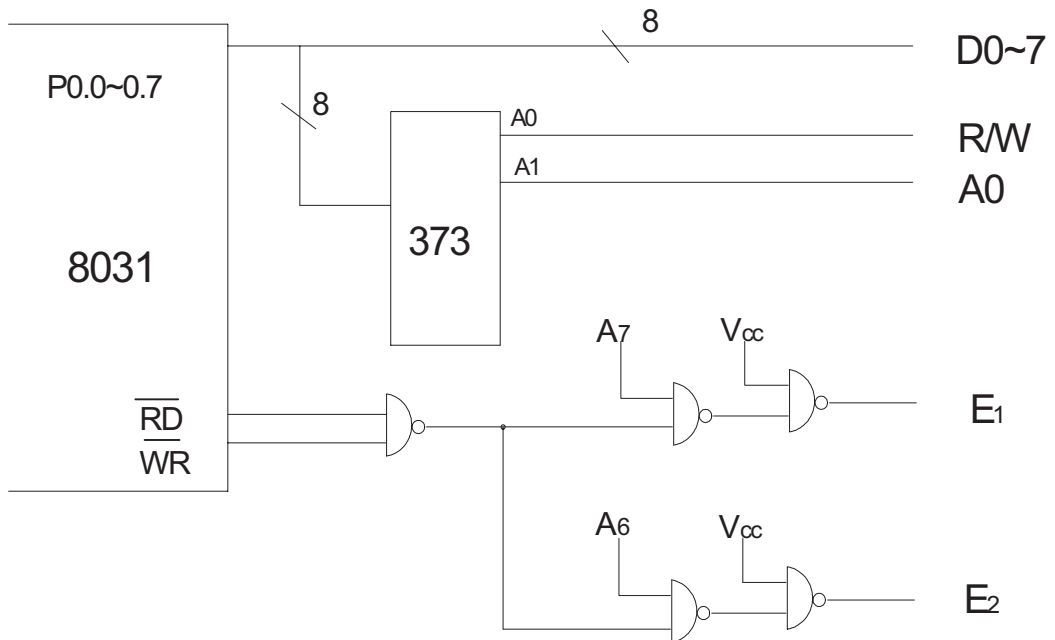 8
D0~7
P0.0~0.7
8
A0
R/W
A1
A0
373
8031
A7
Vcc
RD
E1
WR
A6
Vcc
E2